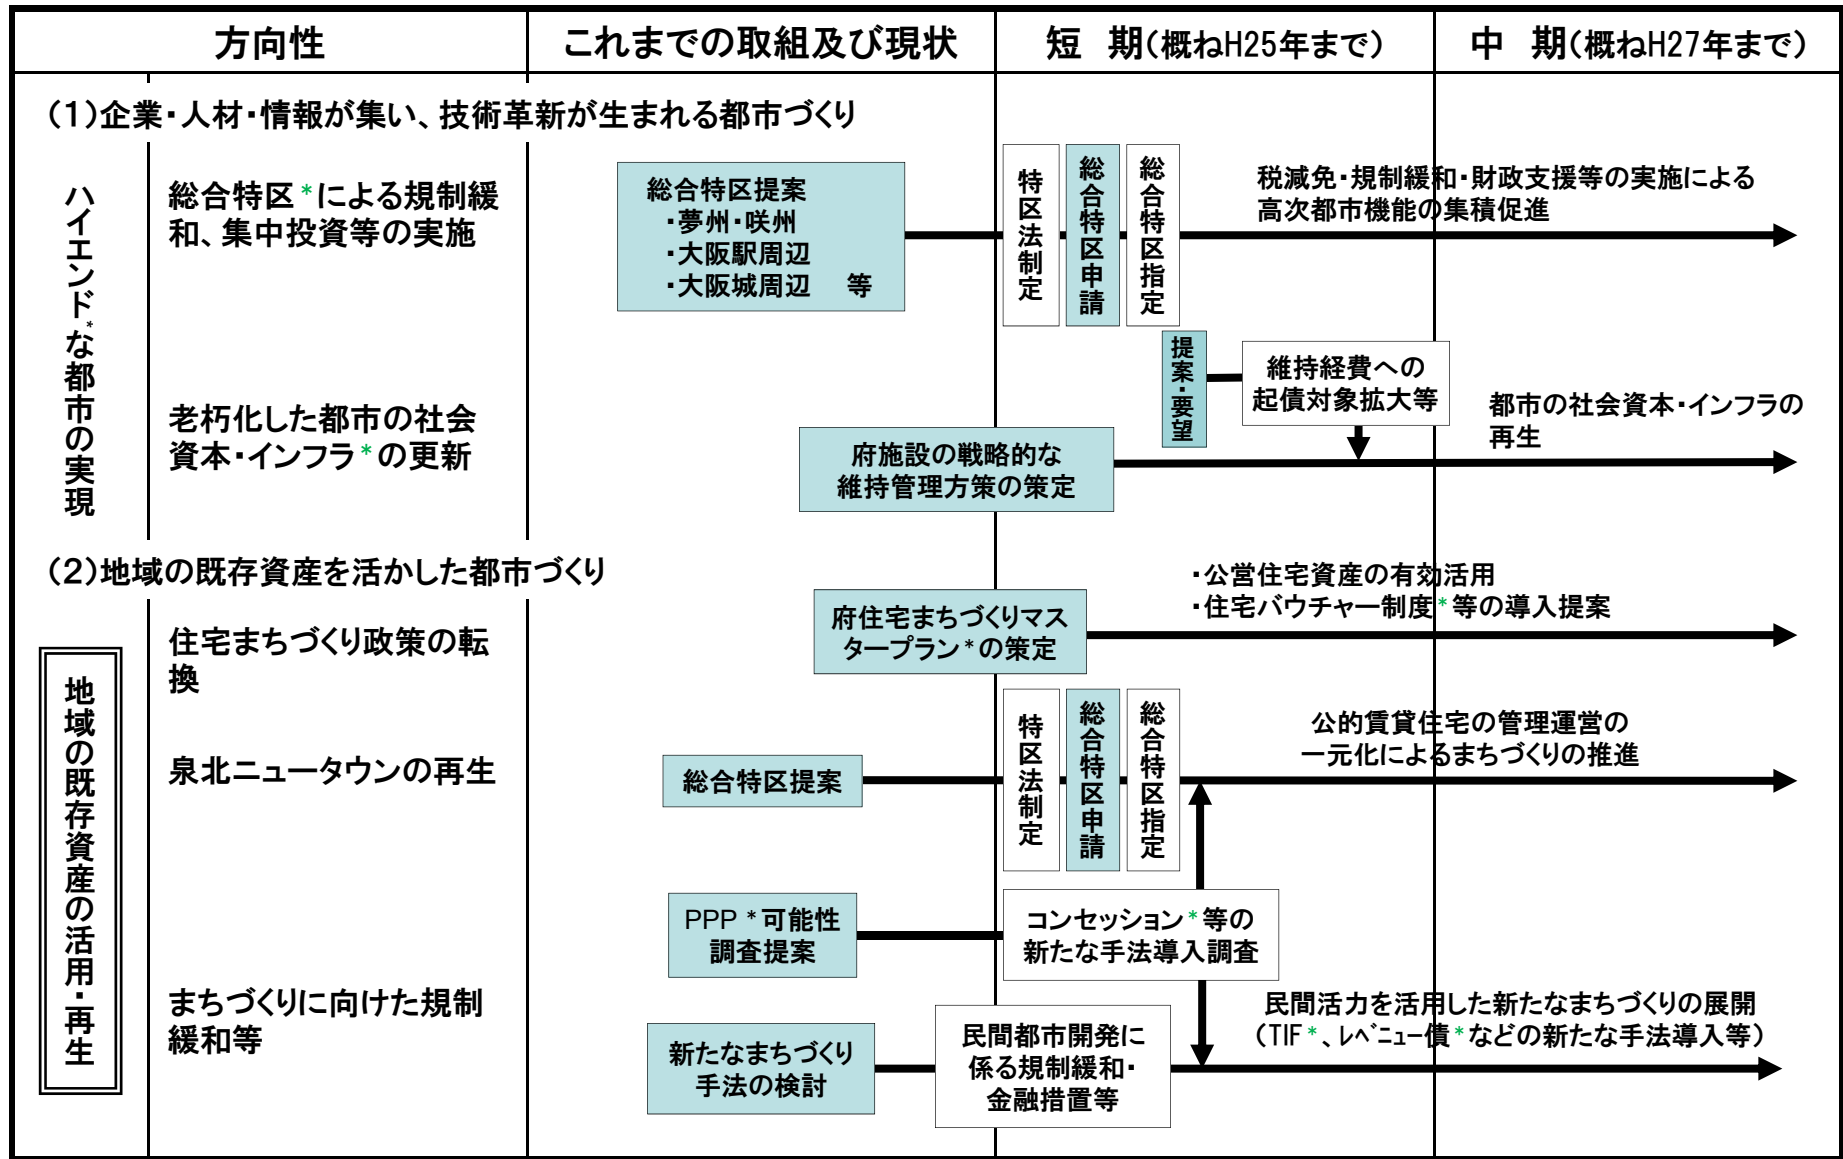 方向性
これまでの取組及び現状
短　期（概ねH25年まで）
中　期（概ねH27年まで）
（1）企業・人材・情報が集い、技術革新が生まれる都市づくり
ハイエンド*な都市の実現
総合特区*による規制緩
和、集中投資等の実施
総合特区提案
・夢州・咲州
・大阪駅周辺
・大阪城周辺　等
特区法制定
総合特区申請
総合特区指定
税減免・規制緩和・財政支援等の実施による
高次都市機能の集積促進
老朽化した都市の社会
資本・インフラ*の更新
府施設の戦略的な
維持管理方策の策定
提案・要望
維持経費への
起債対象拡大等
都市の社会資本・インフラの
再生
（2）地域の既存資産を活かした都市づくり
地域の既存資産の活用・再生
住宅まちづくり政策の転
換
府住宅まちづくりマス
タープラン*の策定
・公営住宅資産の有効活用
・住宅バウチャー制度*等の導入提案
泉北ニュータウンの再生
総合特区提案
特区法制定
総合特区申請
総合特区指定
公的賃貸住宅の管理運営の
一元化によるまちづくりの推進
PPP*可能性
調査提案
コンセッション*等の
新たな手法導入調査
まちづくりに向けた規制
緩和等
新たなまちづくり
手法の検討
民間都市開発に
係る規制緩和・
金融措置等
民間活力を活用した新たなまちづくりの展開
（TIF*、ﾚﾍﾞﾆｭｰ債*などの新たな手法導入等）